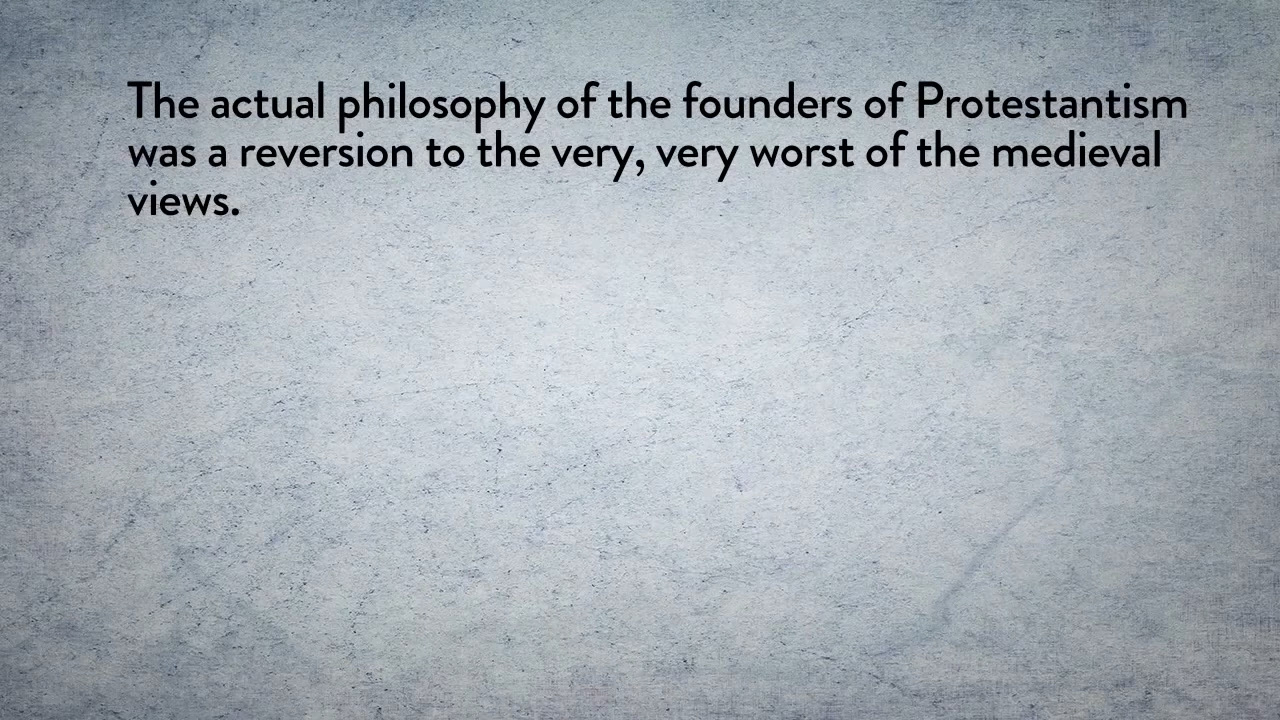 The actual philosophy of the founders of Protestantism
was a reversion to the very, very worst of the medieval
views.